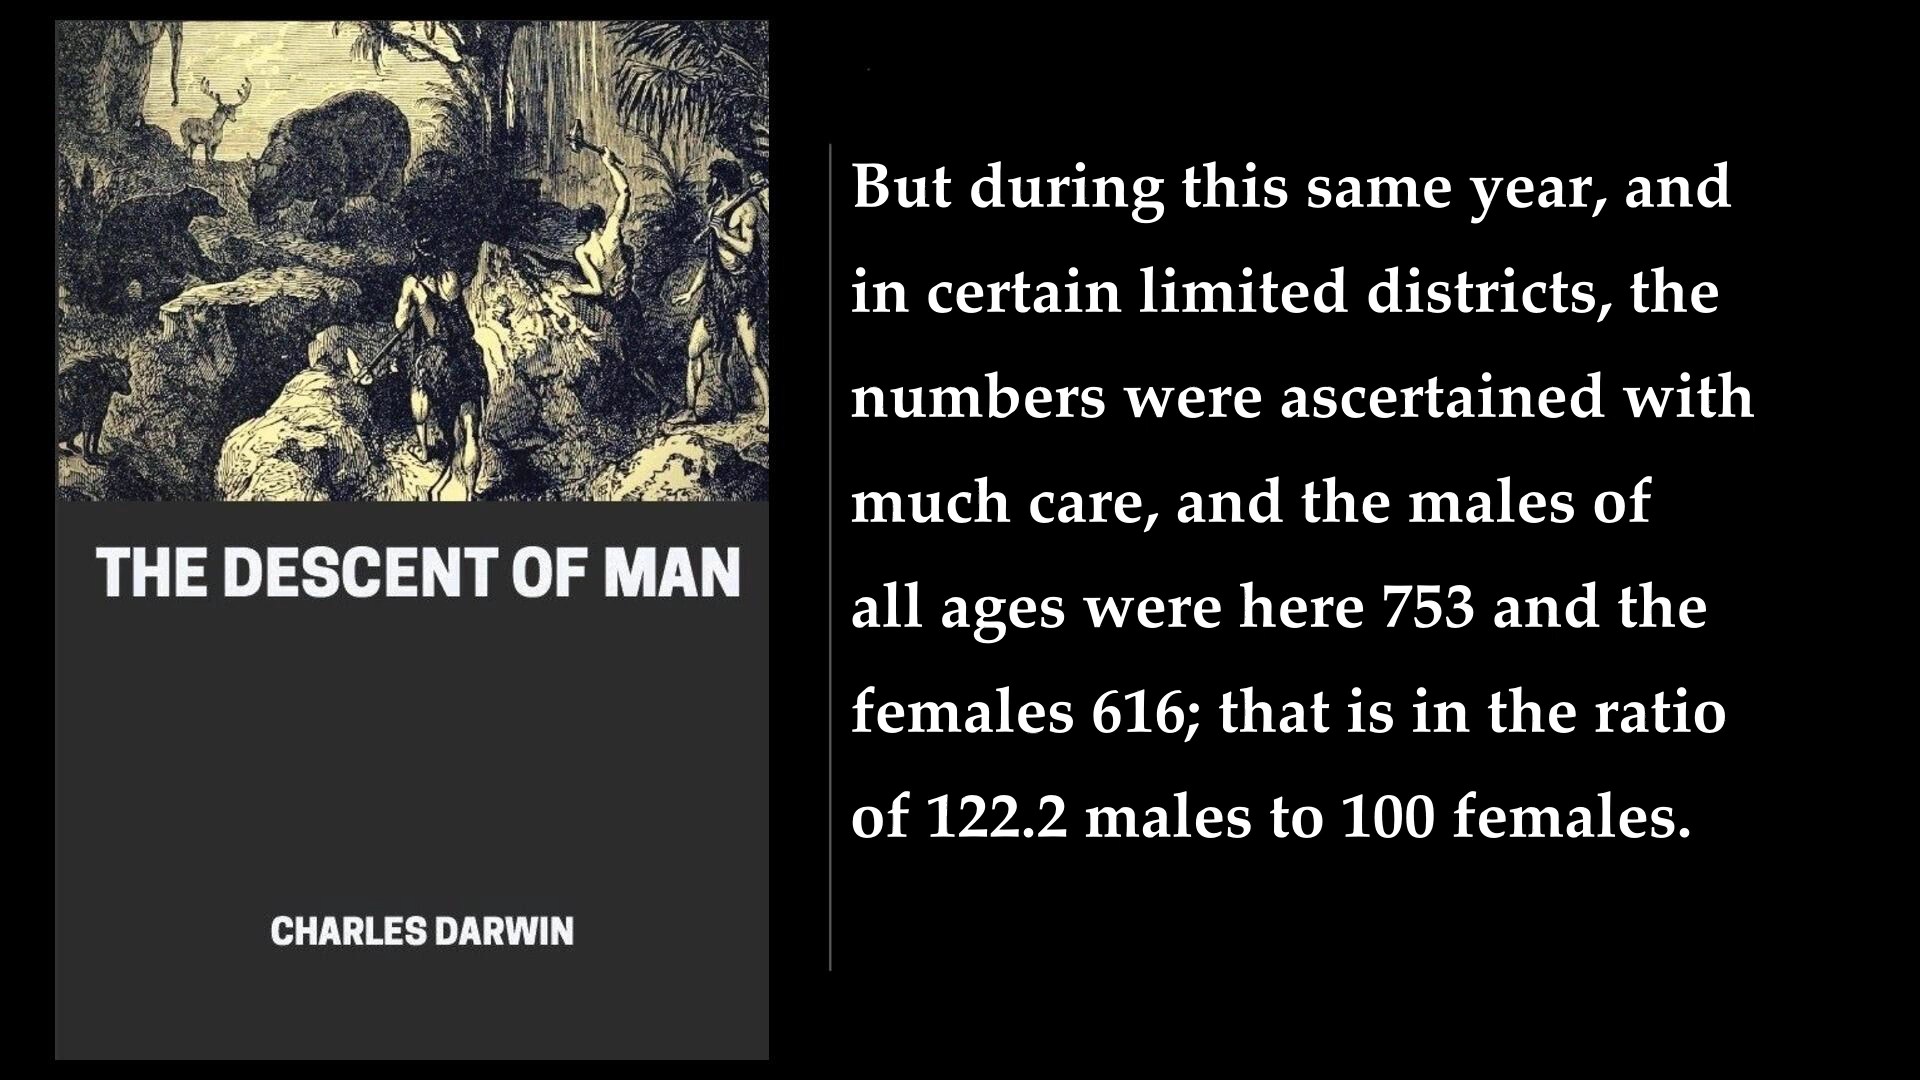 THE DESCENT OF MAN
CHARLES DARWIN
But during this same year, and
in certain limited districts, the
numbers were ascertained with
much care, and the males of
all ages were here 753 and the
females 616; that is in the ratio
of 122.2 males to 100 females.